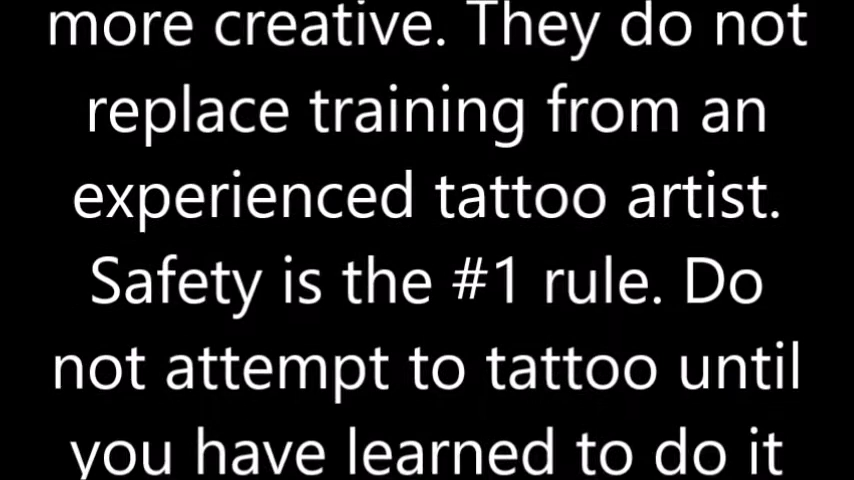 more creative. They do not
replace training from an
experienced tattoo artist.
Safety is the #1 rule. Do
not attempt to tattoo until
you have learned to do it